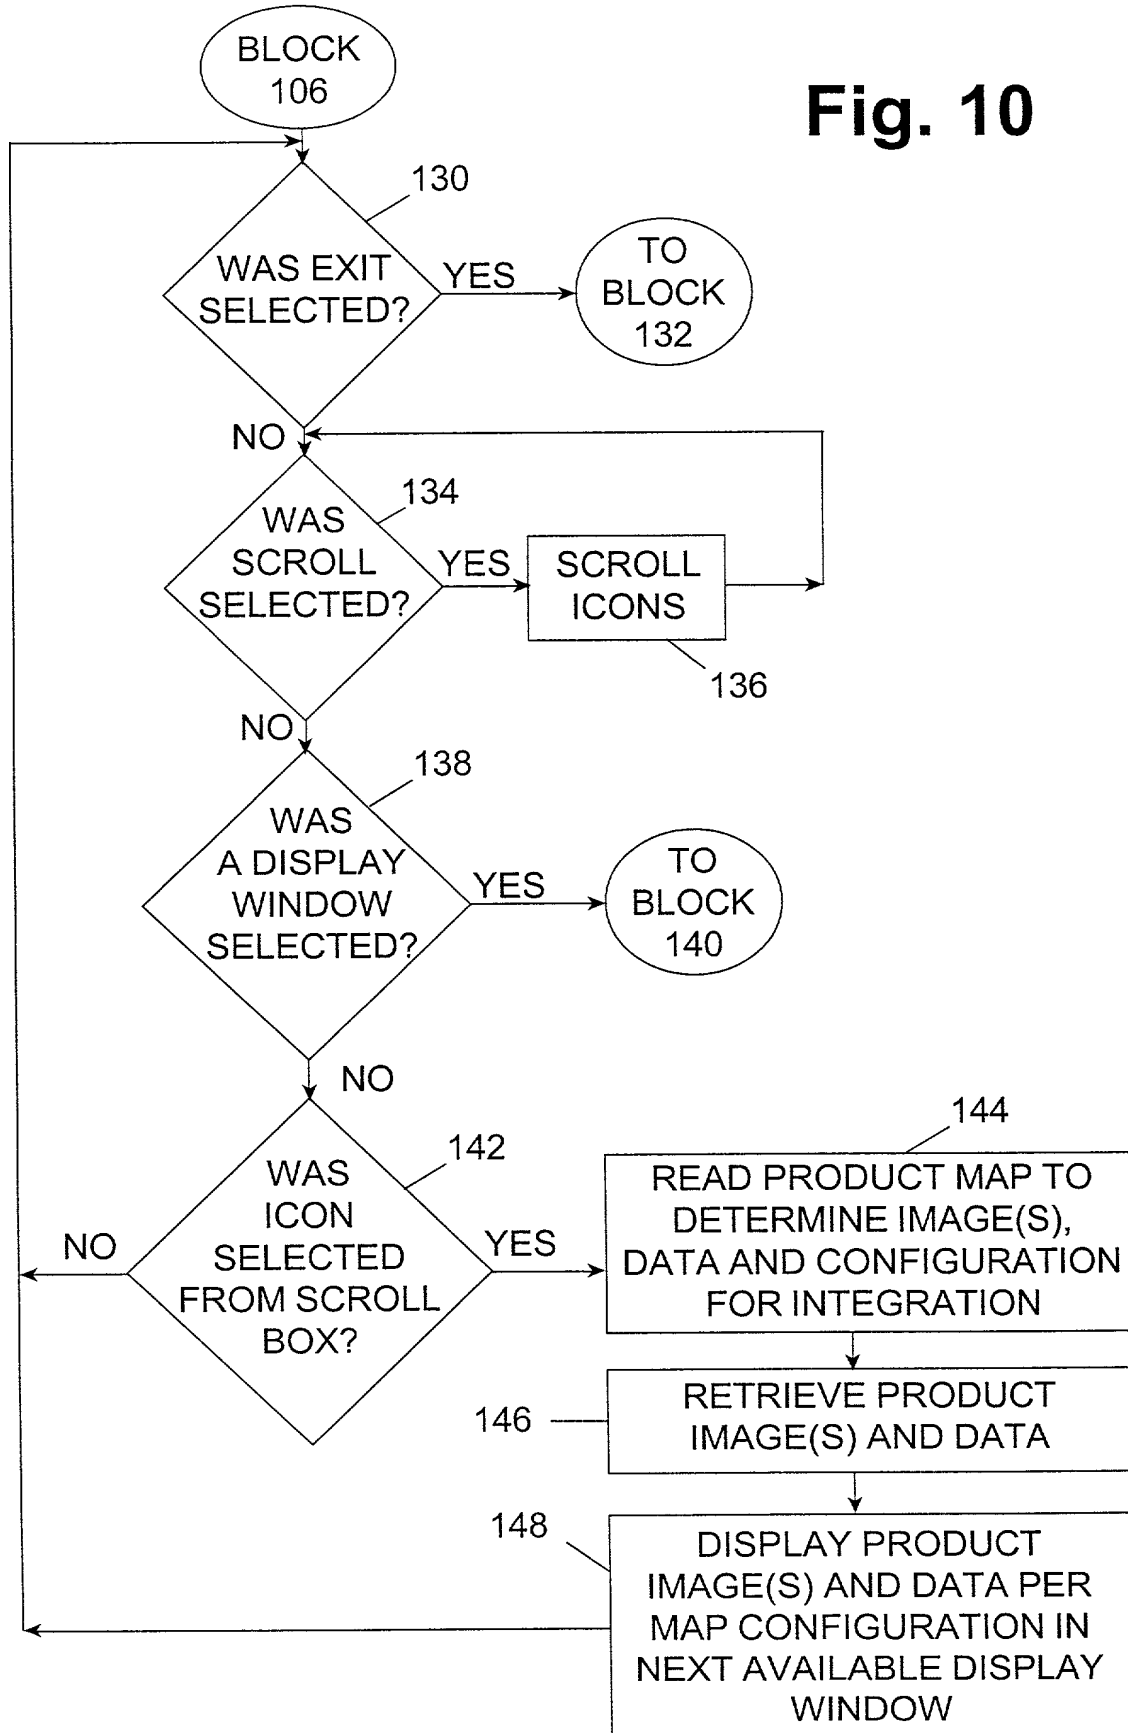 BLOCK
106
Fig. 10
130
WAS EXIT
SELECTED?
YES
TO
BLOCK
132
NO
134
WAS
SCROLL
SELECTED?
YES
SCROLL
ICONS
136
NO
138
WAS
A DISPLAY
WINDOW
SELECTED?
YES
TO
BLOCK
140
NO
142
WAS
ICON
SELECTED
FROM SCROLL
BOX?
NO
YES
144
READ PRODUCT MAP TO
DETERMINE IMAGE(S),
DATA AND CONFIGURATION
FOR INTEGRATION
146
RETRIEVE PRODUCT
IMAGE(S) AND DATA
148
DISPLAY PRODUCT
IMAGE(S) AND DATA PER
MAP CONFIGURATION IN
NEXT AVAILABLE DISPLAY
WINDOW